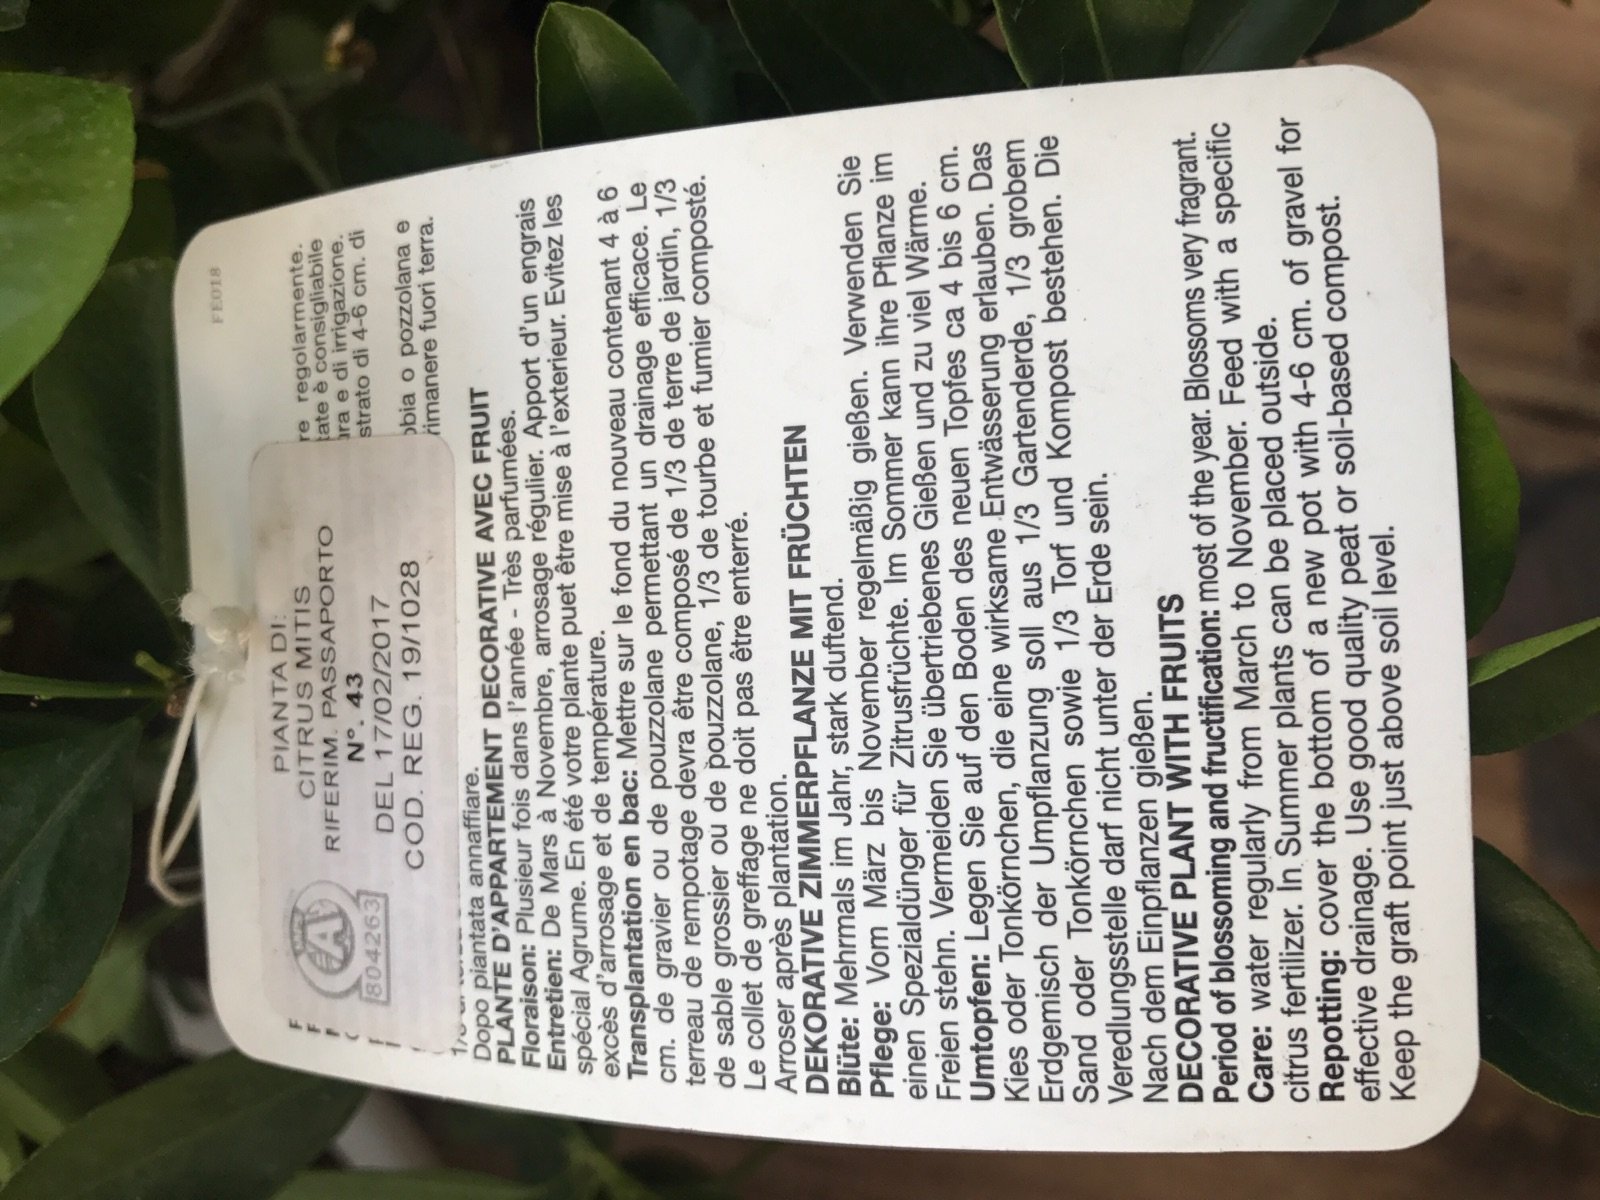 FE018
PIANTA DI:
CITRUS MITIS
RIFERIM. PASSAPORTO
N°. 43
DEL 17/02/2017
COD. REG. 19/1028
804263
re regolarmente.
tate è consigliabile
ura e di irrigazione.
strato di 4-6 cm. di
bbia o pozzolana e
rimanere fuori terra.
Dopo piantata annaffiare.
PLANTE D'APPARTEMENT DECORATIVE AVEC FRUIT
Floraison: Plusieur fois dans l'année - Très parfumées.
Entretien: De Mars à Novembre, arrosage régulier. Apport d'un engrais
spécial Agrume. En été votre plante puet être mise à l'exterieur. Evitez les
excès d'arrosage et de température.
Transplantation en bac: Mettre sur le fond du nouveau contenant 4 à 6
cm. de gravier ou de pouzzolane permettant un drainage efficace. Le
terreau de rempotage devra être composé de 1/3 de terre de jardin, 1/3
de sable grossier ou de pouzzolane, 1/3 de tourbe et fumier composté.
Le collet de greffage ne doit pas être enterré.
Arroser après plantation.
DEKORATIVE ZIMMERPFLANZE MIT FRÜCHTEN
Blüte: Mehrmals im Jahr, stark duftend.
Pflege: Vom März bis November regelmäßig gießen. Verwenden Sie
einen Spezialdünger für Zitrusfrüchte. Im Sommer kann ihre Pflanze im
Freien stehn. Vermeiden Sie übertriebenes Gießen und zu viel Wärme.
Umtopfen: Legen Sie auf den Boden des neuen Topfes ca 4 bis 6 cm.
Kies oder Tonkörnchen, die eine wirksame Entwässerung erlauben. Das
Erdgemisch der Umpflanzung soll aus 1/3 Gartenderde, 1/3 grobem
Sand oder Tonkörnchen sowie 1/3 Torf und Kompost bestehen. Die
Veredlungsstelle darf nicht unter der Erde sein.
Nach dem Einpflanzen gießen.
DECORATIVE PLANT WITH FRUITS
Period of blossoming and fructification: most of the year. Blossoms very fragrant.
Care: water regularly from March to November. Feed with a specific
citrus fertilizer. In Summer plants can be placed outside.
Repotting: cover the bottom of a new pot with 4-6 cm. of gravel for
effective drainage. Use good quality peat or soil-based compost.
Keep the graft point just above soil level.